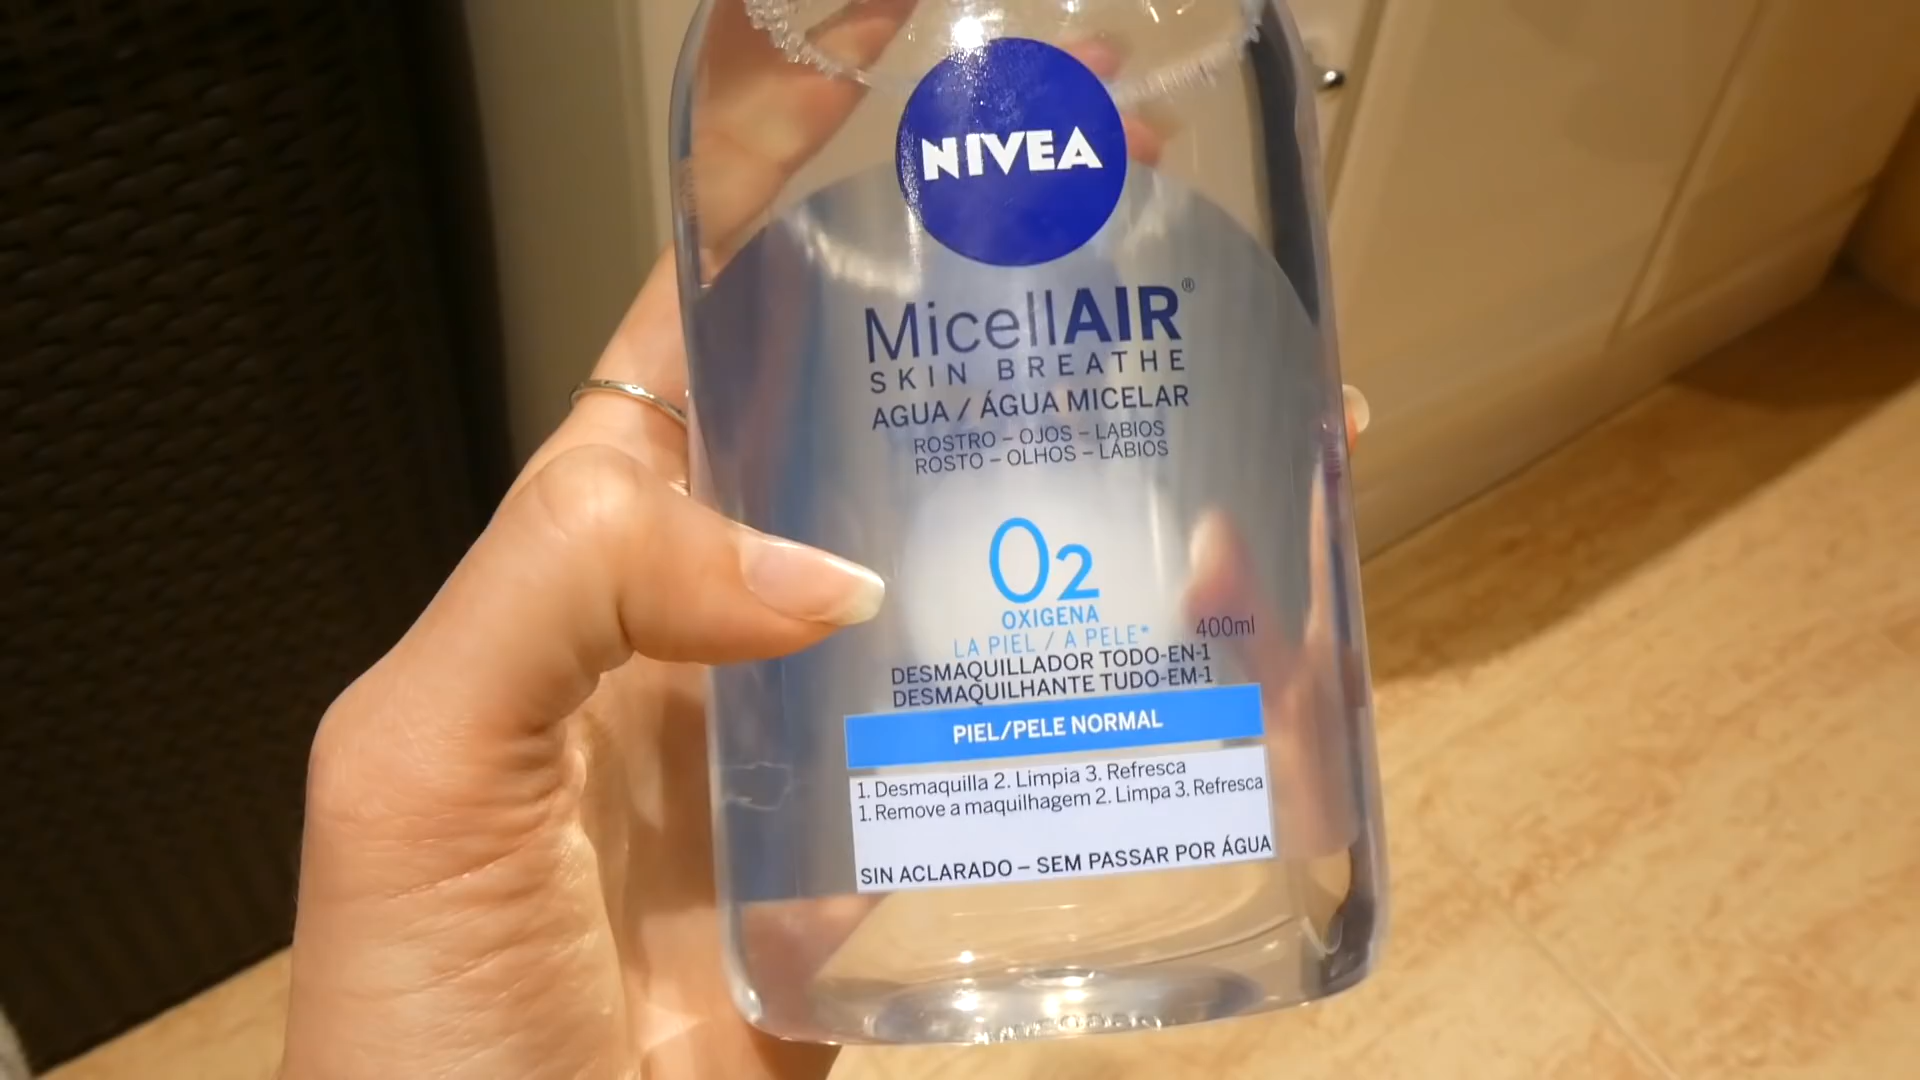 NIVEA
MicellAIR®
SKIN BREATHE
AGUA / ÁGUA MICELAR
ROSTRO – OJOS – LABIOS
ROSTO – OLHOS – LÁBIOS
O2
OXIGENA
LA PIEL / A PELE*
400ml
DESMAQUILLADOR TODO-EN-1
DESMAQUILHANTE TUDO-EM-1
PIEL/PELE NORMAL
1. Desmaquilla 2. Limpia 3. Refresca
1. Remove a maquilhagem 2. Limpa 3. Refresca
SIN ACLARADO – SEM PASSAR POR ÁGUA